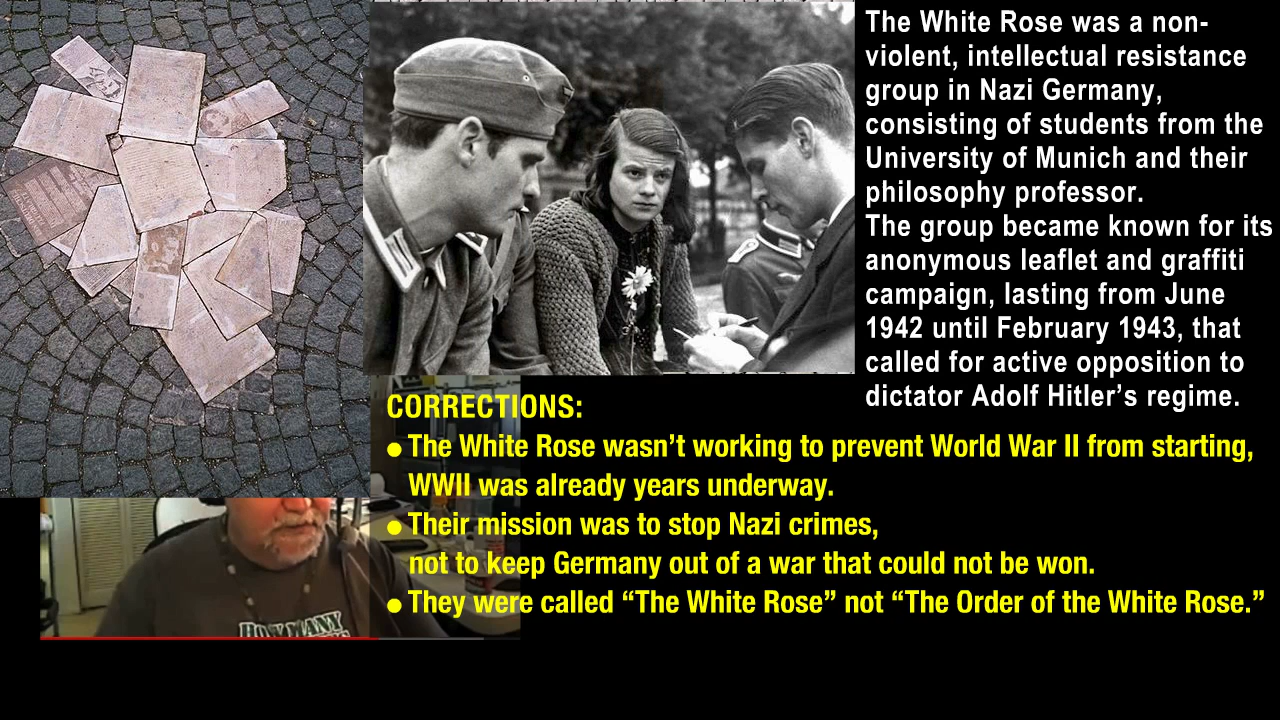 The White Rose was a non-
violent, intellectual resistance
group in Nazi Germany,
consisting of students from the
University of Munich and their
philosophy professor.
The group became known for its
anonymous leaflet and graffiti
campaign, lasting from June
1942 until February 1943, that
called for active opposition to
dictator Adolf Hitler’s regime.
CORRECTIONS:
● The White Rose wasn’t working to prevent World War II from starting,
WWII was already years underway.
● Their mission was to stop Nazi crimes,
not to keep Germany out of a war that could not be won.
● They were called “The White Rose” not “The Order of the White Rose.”